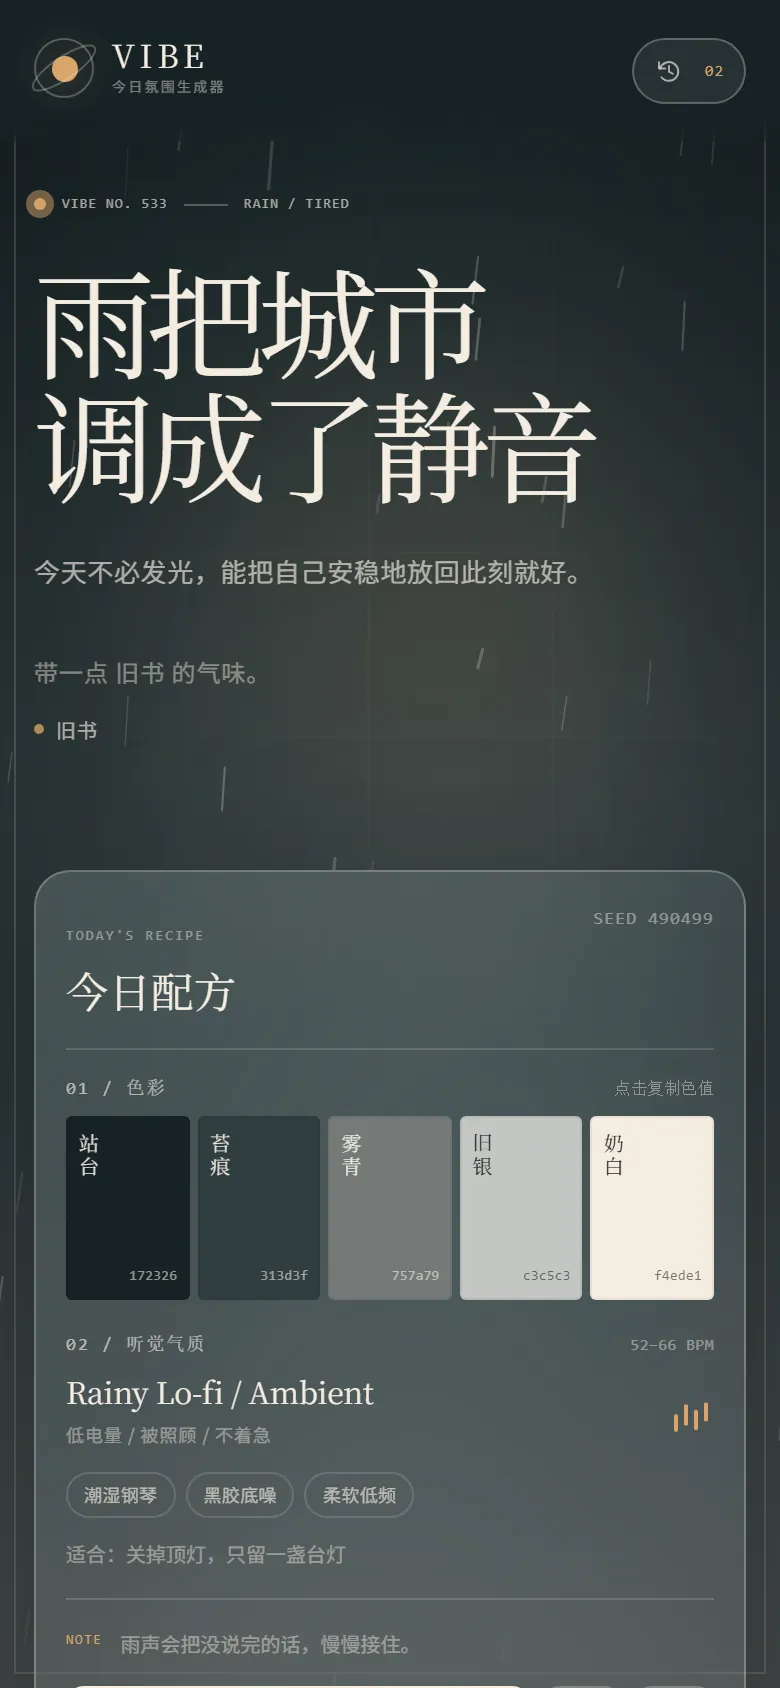 VIBE
今日氛围生成器
02
VIBE NO. 533 —— RAIN / TIRED
雨把城市
调成了静音
今天不必发光，能把自己安稳地放回此刻就好。
带一点 旧书 的气味。
旧书
SEED 490499
TODAY'S RECIPE
今日配方
01 / 色彩
点击复制色值
站台
172326
苔痕
313d3f
雾青
757a79
旧银
c3c5c3
奶白
f4ede1
02 / 听觉气质
52–66 BPM
Rainy Lo-fi / Ambient
低电量 / 被照顾 / 不着急
潮湿钢琴
黑胶底噪
柔软低频
适合：关掉顶灯，只留一盏台灯
NOTE 雨声会把没说完的话，慢慢接住。